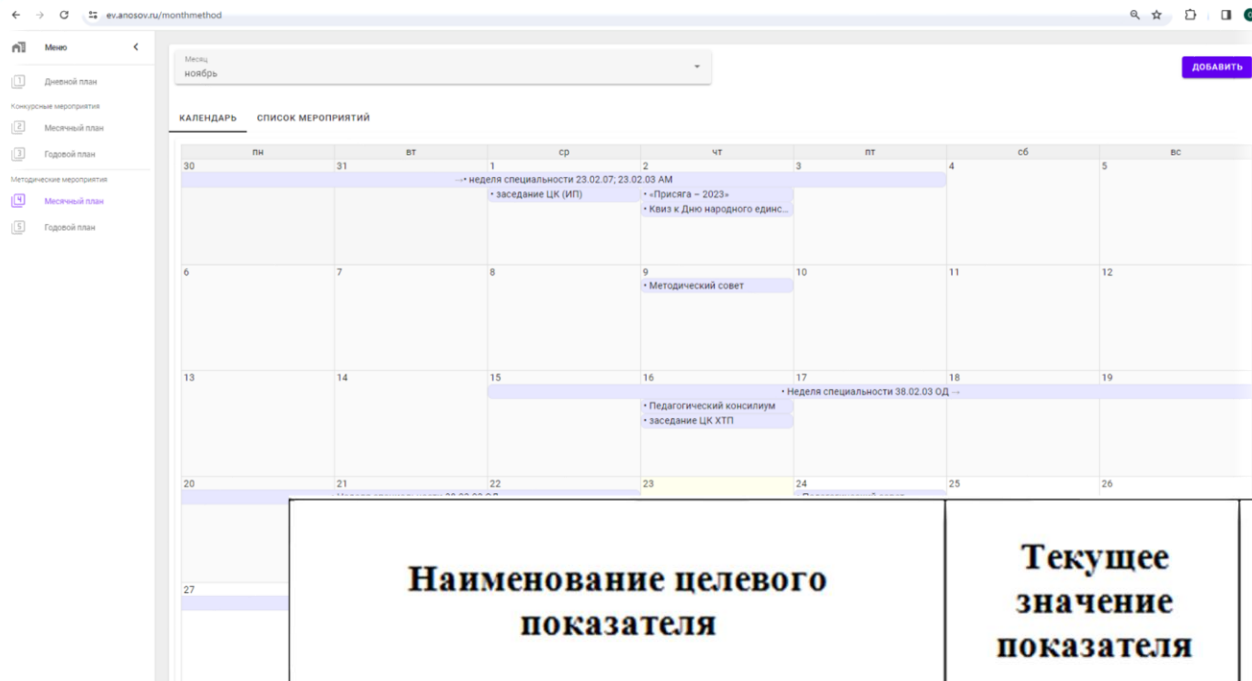 ev.anosov.ru/monthmethod
Меню
Месяц
ноябрь
ДОБАВИТЬ
1 Дневной план
Конкурсные мероприятия
2 Месячный план
3 Годовой план
Методические мероприятия
4 Месячный план
5 Годовой план
КАЛЕНДАРЬ СПИСОК МЕРОПРИЯТИЙ
пн вт ср чт пт сб вс
30 31 1 2 3 4 5
→• неделя специальности 23.02.07; 23.02.03 АМ
• заседание ЦК (ИП) • «Присяга – 2023»
• Квиз к Дню народного единс...
6 7 8 9 10 11 12
• Методический совет
13 14 15 16 17 18 19
• Неделя специальности 38.02.03 ОД →
• Педагогический консилиум
• заседание ЦК ХТП
20 21 22 23 24 25 26
27
Наименование целевого
показателя
Текущее
значение
показателя